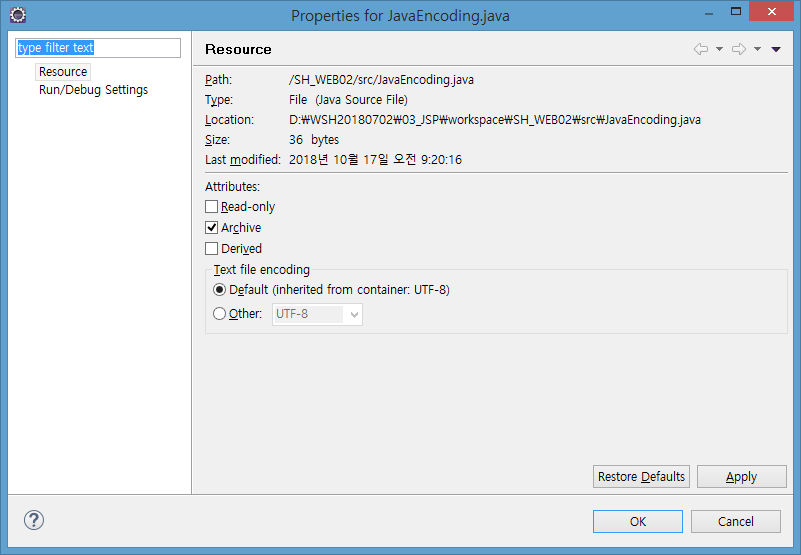 Properties for JavaEncoding.java
type filter text
Resource
Run/Debug Settings
Resource
Path: /SH_WEB02/src/JavaEncoding.java
Type: File (Java Source File)
Location: D:₩WSH20180702₩03_JSP₩workspace₩SH_WEB02₩src₩JavaEncoding.java
Size: 36 bytes
Last modified: 2018년 10월 17일 오전 9:20:16
Attributes:
Read-only
Archive
Derived
Text file encoding
Default (inherited from container: UTF-8)
Other: UTF-8
Restore Defaults Apply
? OK Cancel